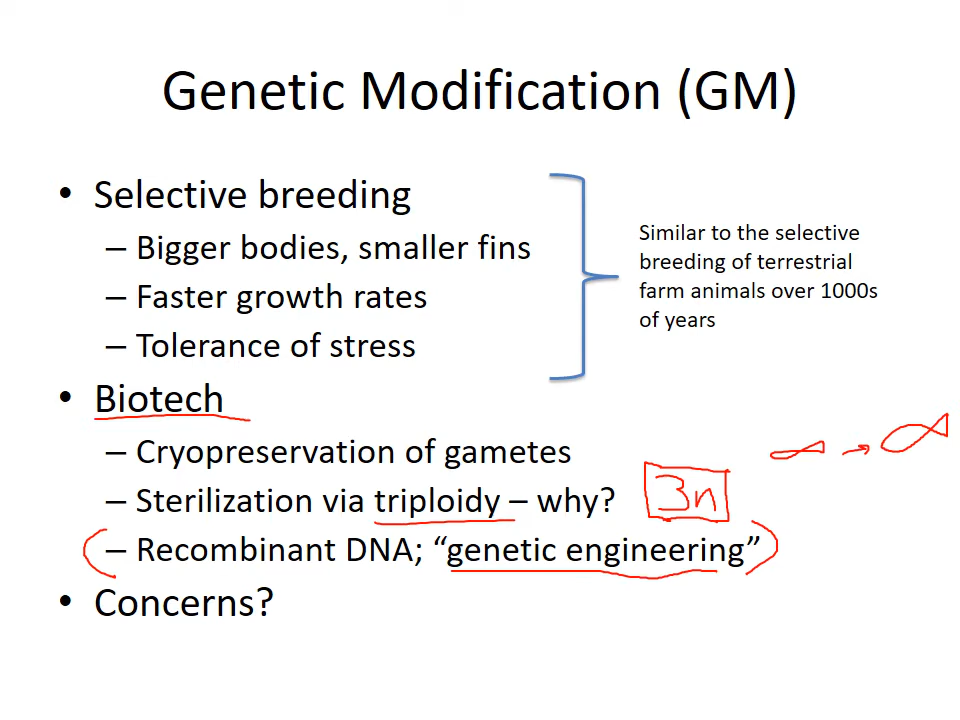 Genetic Modification (GM)
• Selective breeding
– Bigger bodies, smaller fins
– Faster growth rates
– Tolerance of stress
Similar to the selective
breeding of terrestrial
farm animals over 1000s
of years
• Biotech
– Cryopreservation of gametes
– Sterilization via triploidy – why? 3n
– Recombinant DNA; “genetic engineering”
• Concerns?